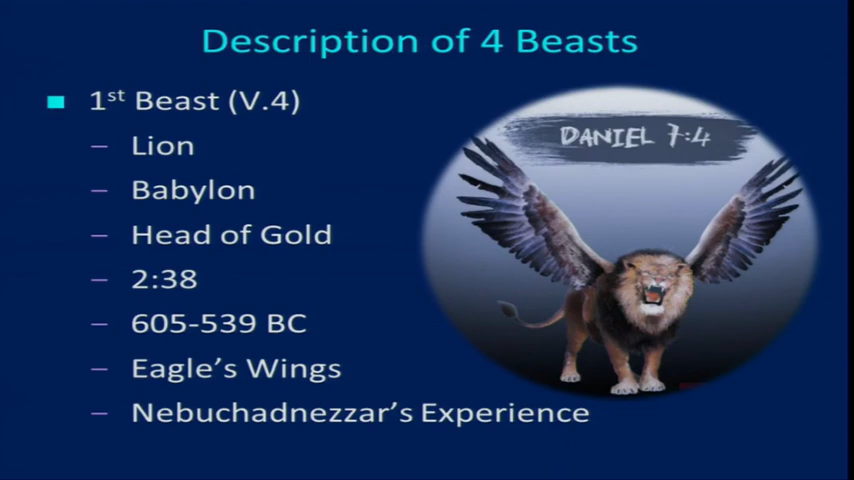 Description of 4 Beasts
1st Beast (V.4)
– Lion
– Babylon
– Head of Gold
– 2:38
– 605-539 BC
– Eagle’s Wings
– Nebuchadnezzar’s Experience
DANIEL 7:4